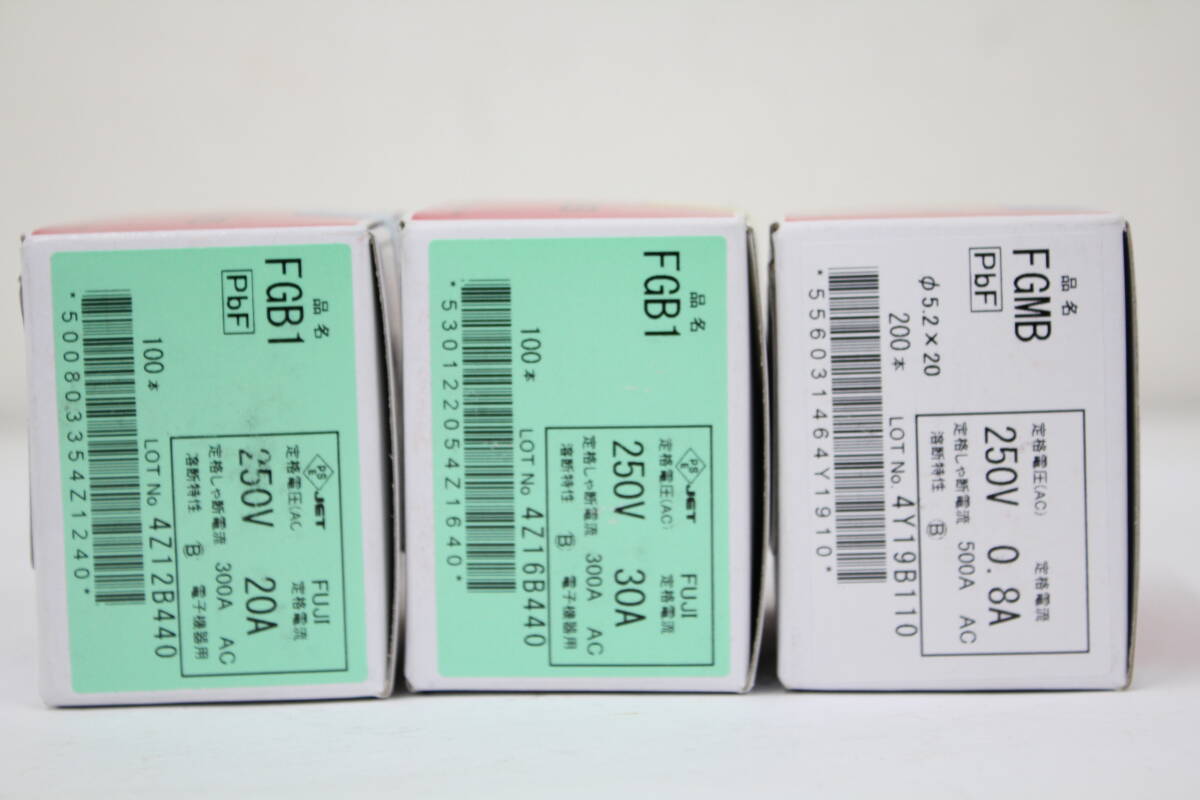 品名
FGB1
PbF
100本
*500803354Z1240*
LOT No 4Z12B440
PS
E
JET
FUJI
定格電圧(AC) 定格電流
250V 20A
定格しゃ断電流 300A AC
溶断特性 Ⓑ 電子機器用
品名
FGB1
100本
*530122054Z1640*
LOT No 4Z16B440
PS
E
JET
FUJI
定格電圧(AC) 定格電流
250V 30A
定格しゃ断電流 300A AC
溶断特性 Ⓑ 電子機器用
品名
FGMB
PbF
φ5.2×20
200本
*556031464Y1910*
LOT No. 4Y19B110
定格電圧(AC) 定格電流
250V 0.8A
定格しゃ断電流 500A AC
溶断特性 Ⓑ